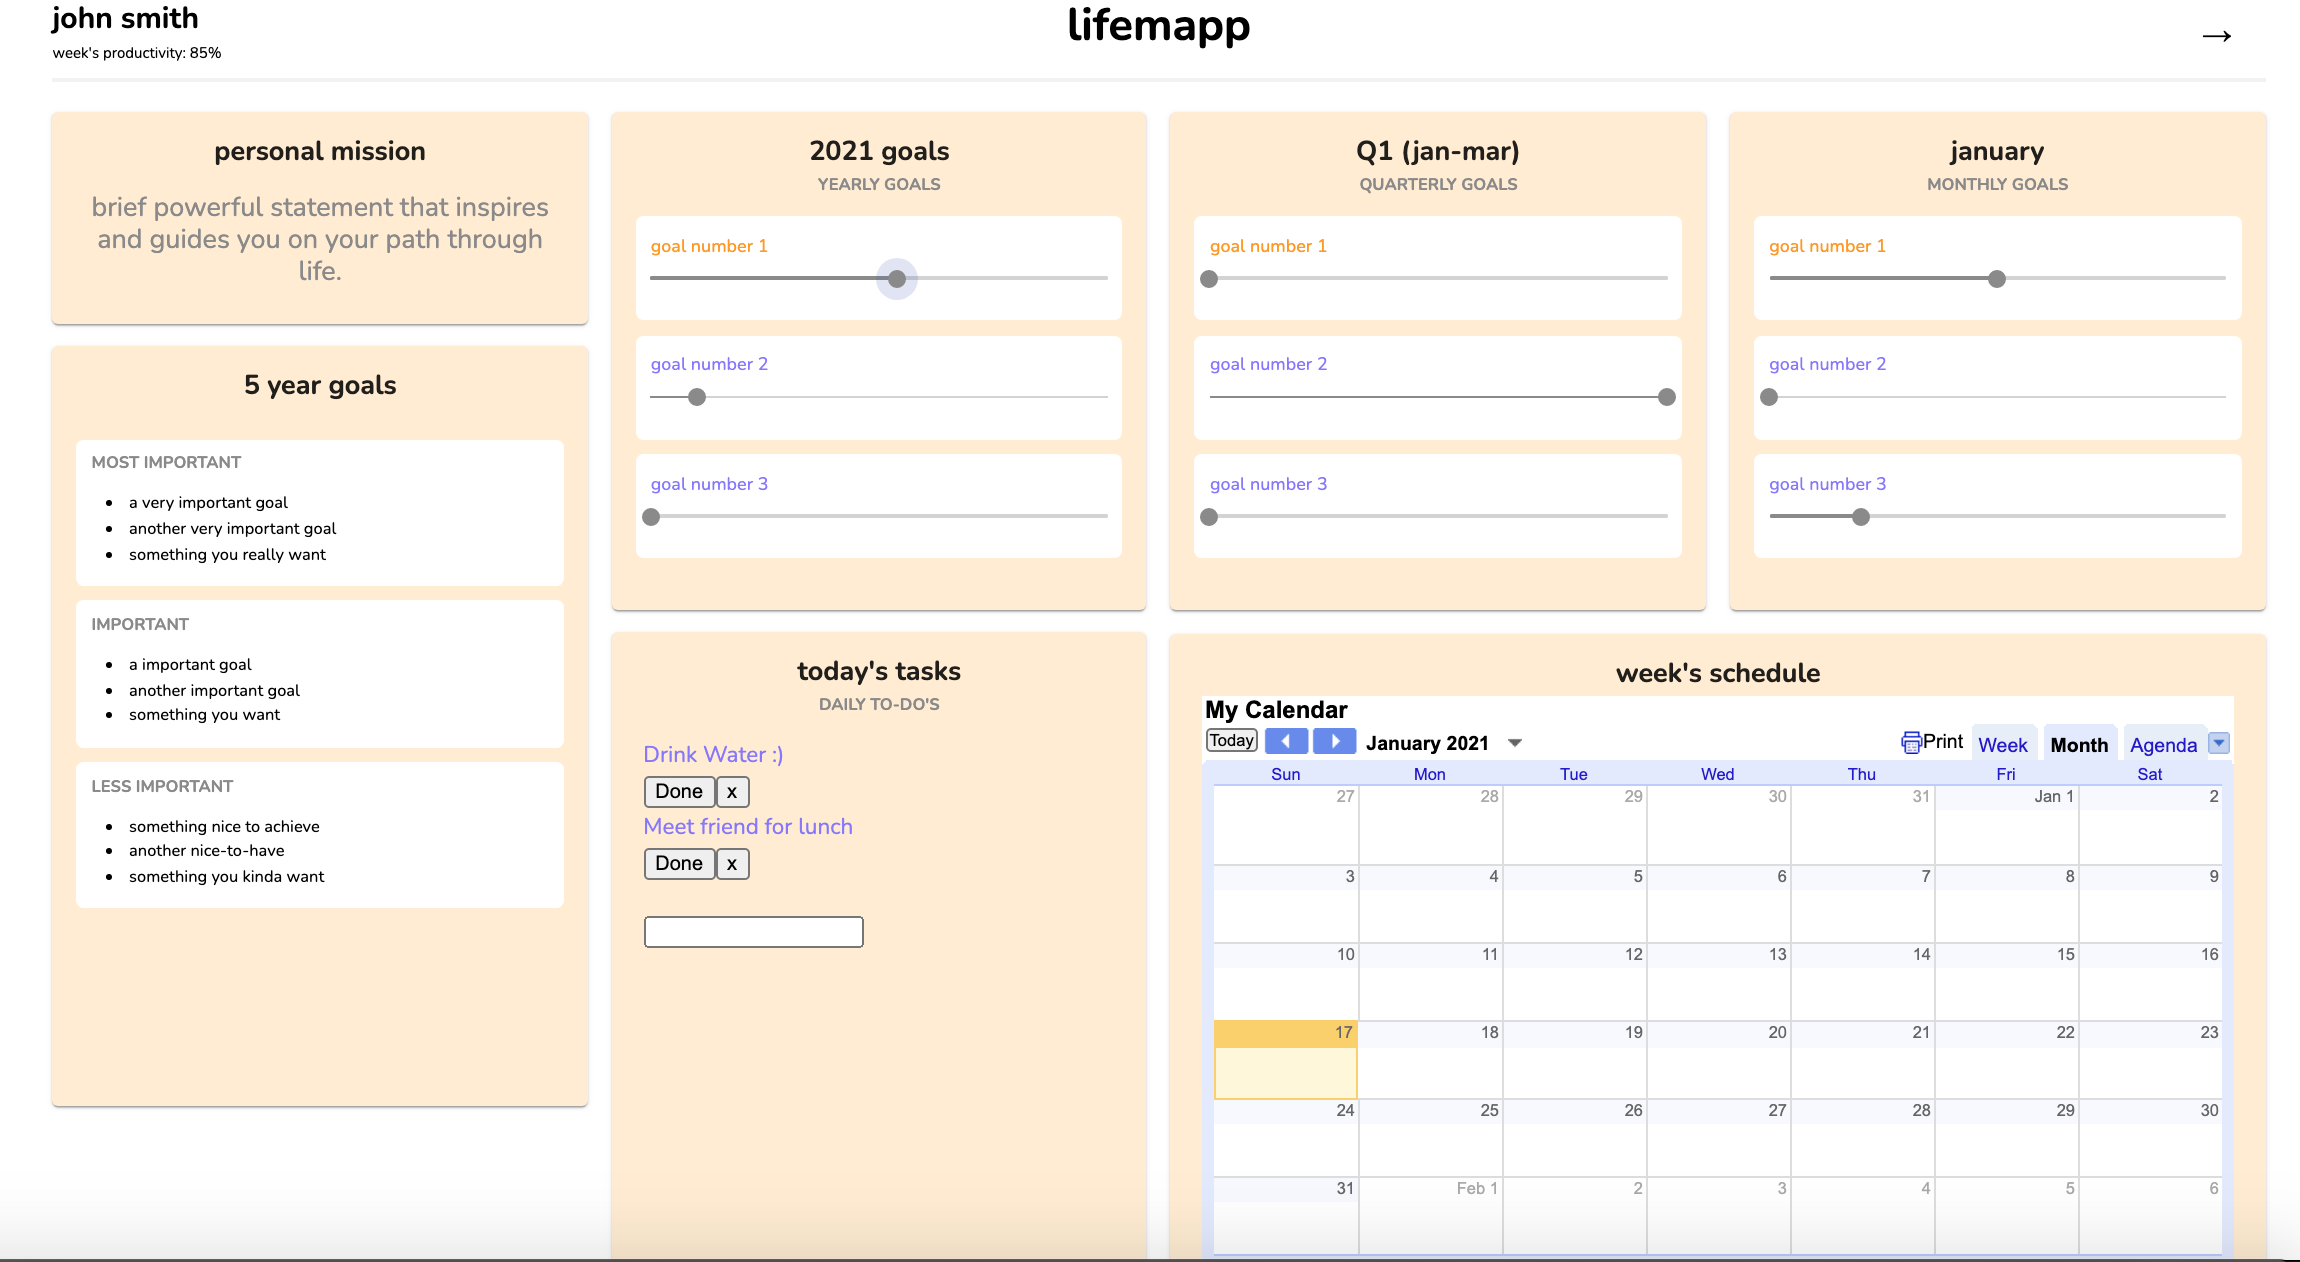 john smith
week's productivity: 85%
lifemapp
→
personal mission
brief powerful statement that inspires
and guides you on your path through
life.
5 year goals
MOST IMPORTANT
• a very important goal
• another very important goal
• something you really want
IMPORTANT
• a important goal
• another important goal
• something you want
LESS IMPORTANT
• something nice to achieve
• another nice-to-have
• something you kinda want
2021 goals
YEARLY GOALS
goal number 1
goal number 2
goal number 3
Q1 (jan-mar)
QUARTERLY GOALS
goal number 1
goal number 2
goal number 3
january
MONTHLY GOALS
goal number 1
goal number 2
goal number 3
today's tasks
DAILY TO-DO'S
Drink Water :)
Done x
Meet friend for lunch
Done x
week's schedule
My Calendar
Today January 2021 Print Week Month Agenda
Sun Mon Tue Wed Thu Fri Sat
27 28 29 30 31 Jan 1 2
3 4 5 6 7 8 9
10 11 12 13 14 15 16
17 18 19 20 21 22 23
24 25 26 27 28 29 30
31 Feb 1 2 3 4 5 6